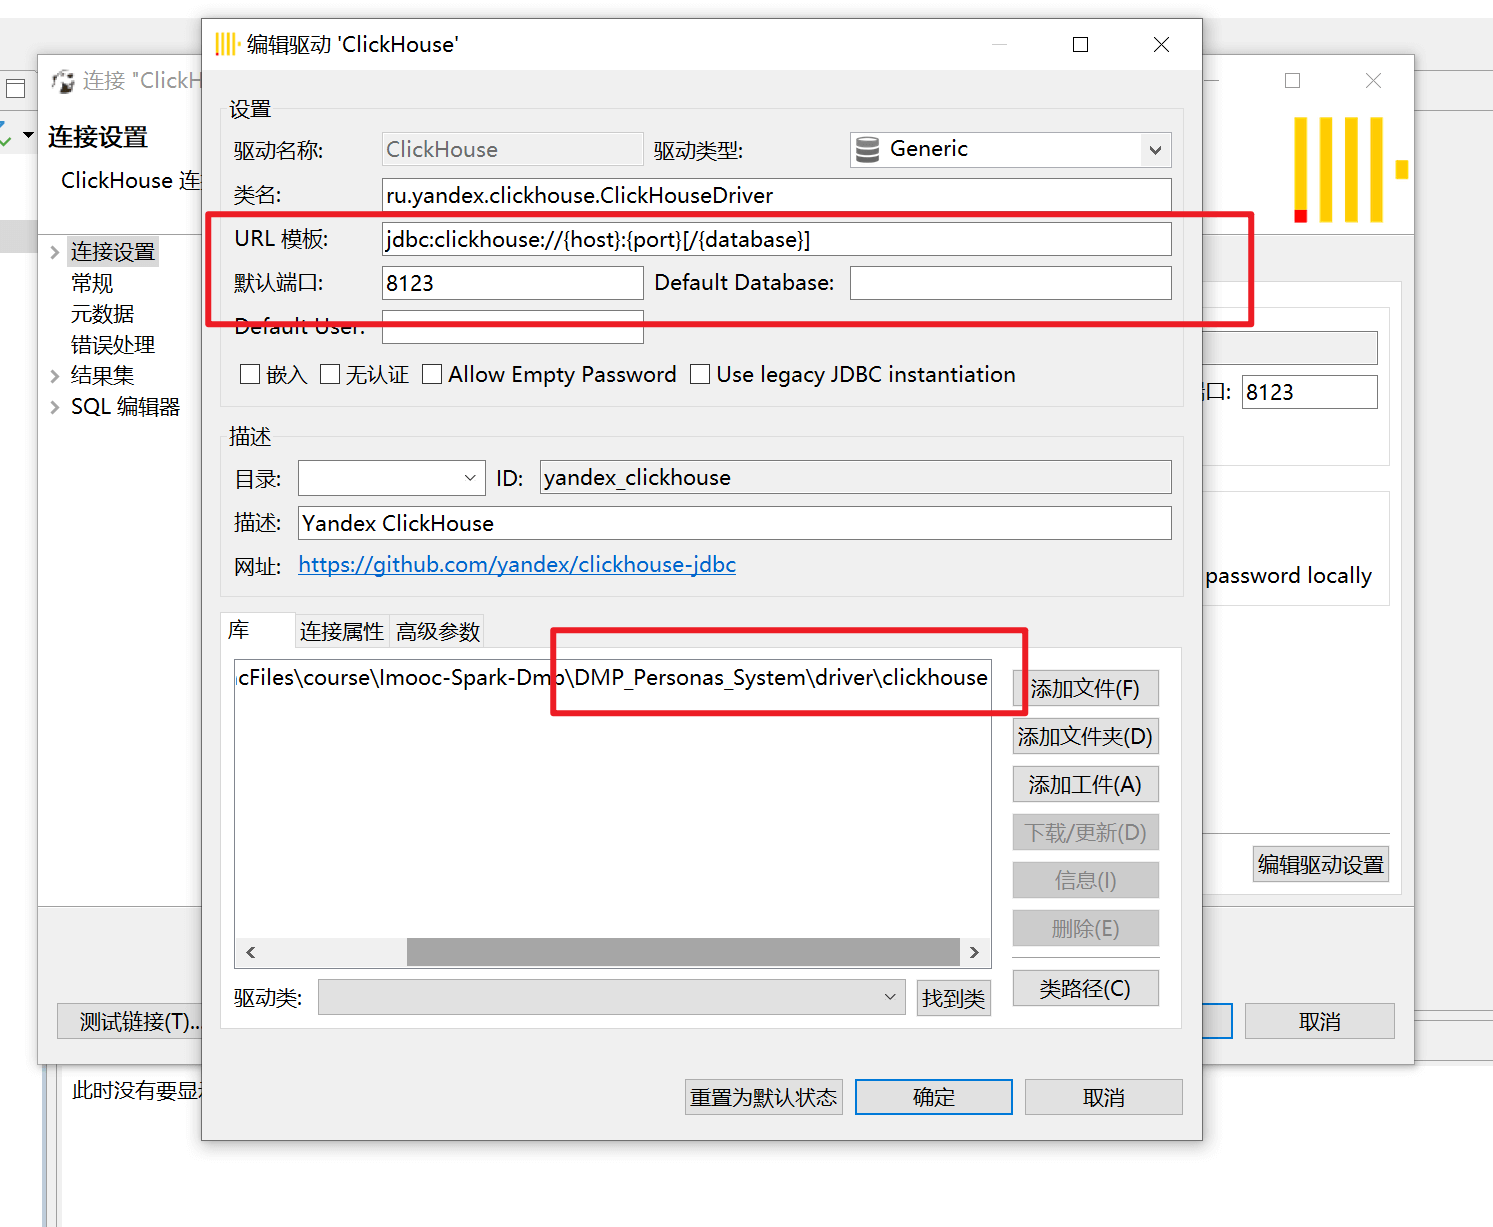 编辑驱动 'ClickHouse'
连接 "ClickH
连接设置
ClickHouse 连
连接设置
常规
元数据
错误处理
结果集
SQL 编辑器
设置
驱动名称: ClickHouse 驱动类型: Generic
类名: ru.yandex.clickhouse.ClickHouseDriver
URL 模板: jdbc:clickhouse://{host}:{port}[/{database}]
默认端口: 8123 Default Database:
Default User:
嵌入 无认证 Allow Empty Password Use legacy JDBC instantiation
口: 8123
描述
目录: ID: yandex_clickhouse
描述: Yandex ClickHouse
网址: https://github.com/yandex/clickhouse-jdbc
password locally
库 连接属性 高级参数
cFiles\course\Imooc-Spark-Dmp\DMP_Personas_System\driver\clickhouse
添加文件(F)
添加文件夹(D)
添加工件(A)
下载/更新(D)
信息(I)
删除(E)
类路径(C)
驱动类: 找到类
编辑驱动设置
测试链接(T)...
取消
此时没有要显
重置为默认状态 确定 取消